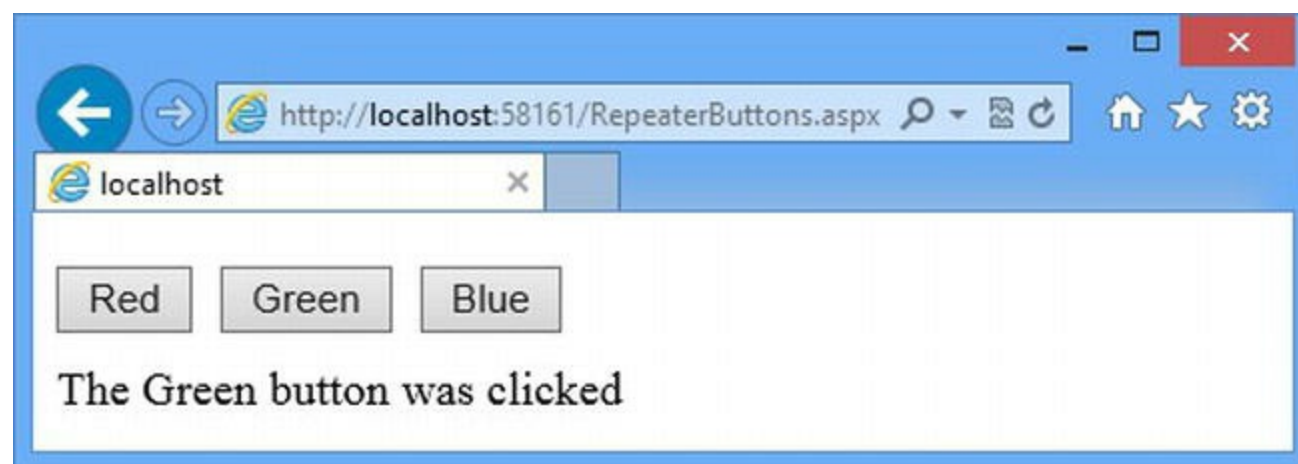 http://localhost:58161/RepeaterButtons.aspx
localhost
Red Green Blue
The Green button was clicked